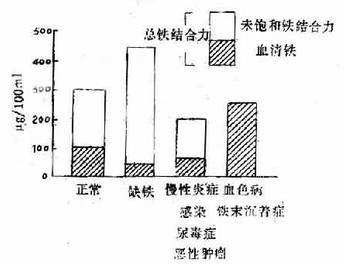 未饱和铁结合力
总铁结合力
血清铁
500
400
300
200
100
0
μg/100ml
正常
缺铁
慢性炎症
血色病
感染
铁末沉着症
尿毒症
恶性肿瘤